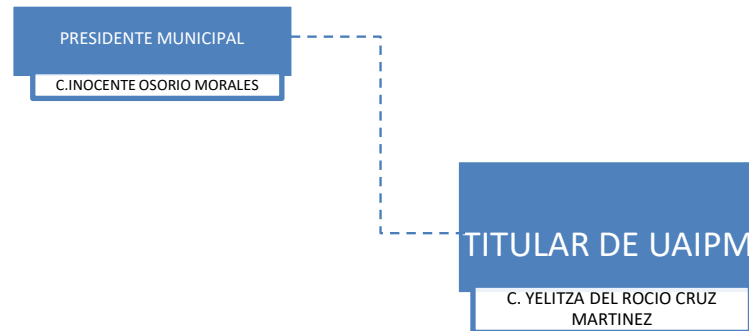 PRESIDENTE MUNICIPAL
C.INOCENTE OSORIO MORALES
TITULAR DE UAIPM
C. YELITZA DEL ROCIO CRUZ
MARTINEZ